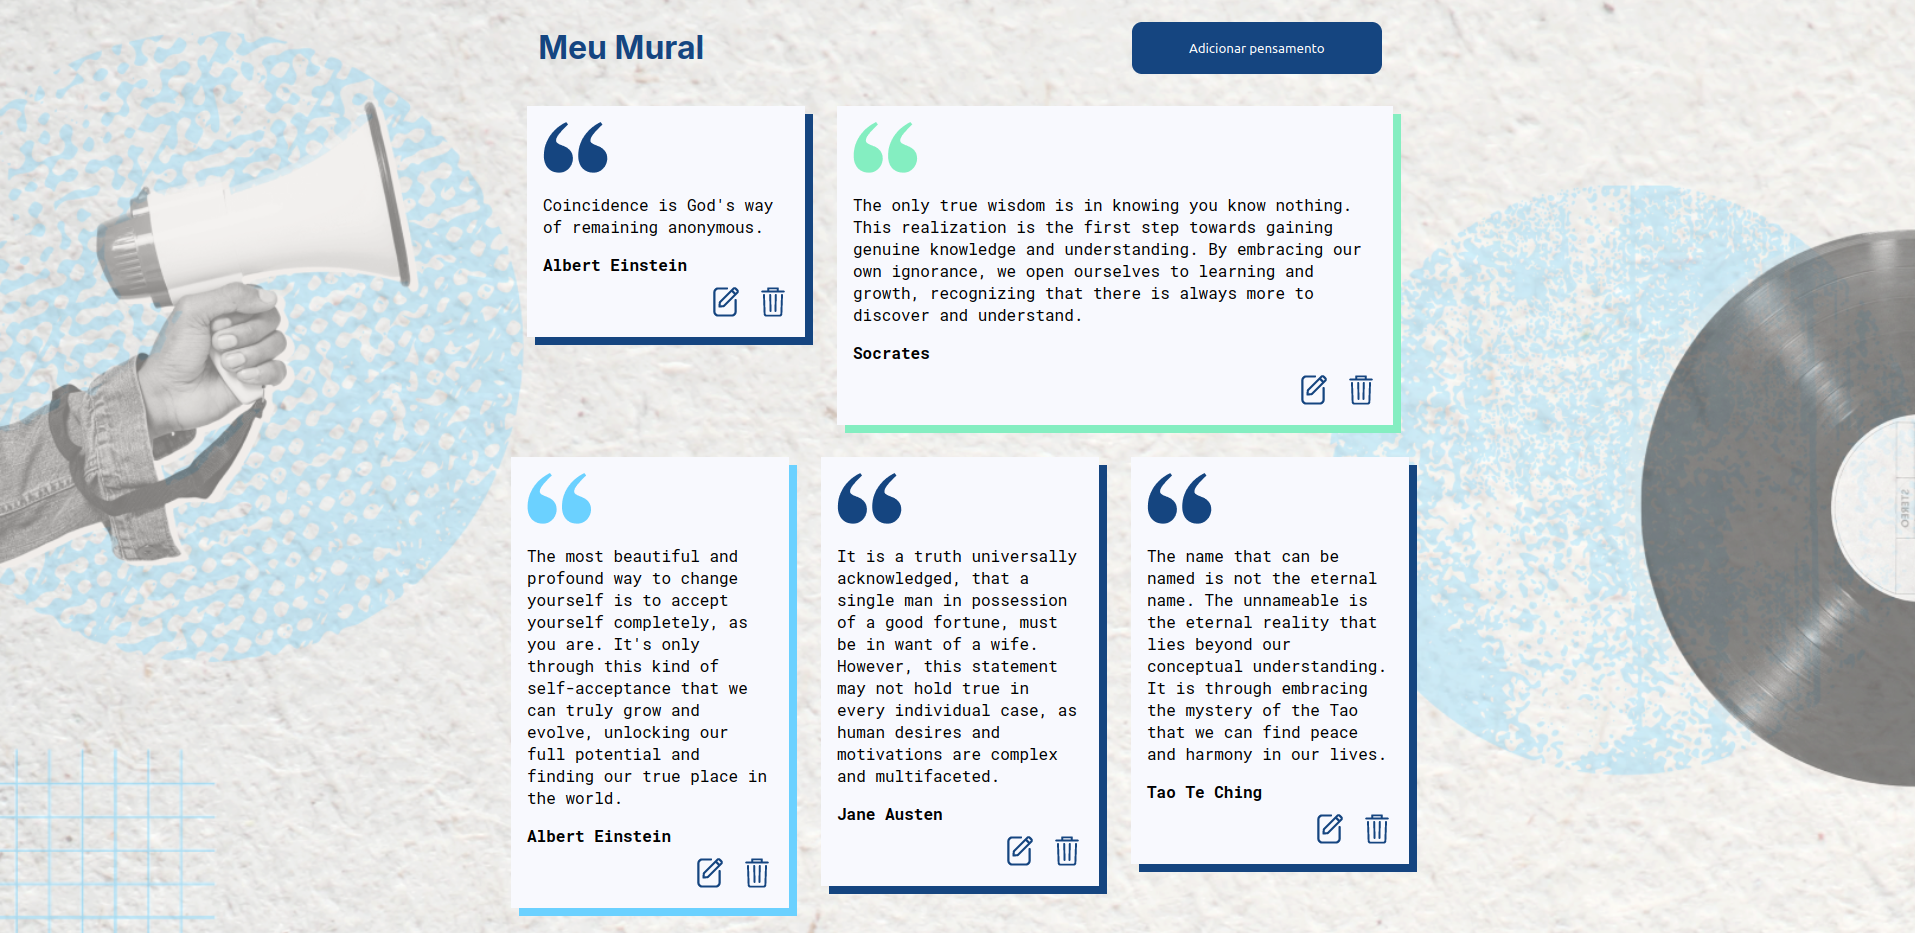 Meu Mural
Adicionar pensamento
Coincidence is God's way
of remaining anonymous.
Albert Einstein
The only true wisdom is in knowing you know nothing.
This realization is the first step towards gaining
genuine knowledge and understanding. By embracing our
own ignorance, we open ourselves to learning and
growth, recognizing that there is always more to
discover and understand.
Socrates
The most beautiful and
profound way to change
yourself is to accept
yourself completely, as
you are. It's only
through this kind of
self-acceptance that we
can truly grow and
evolve, unlocking our
full potential and
finding our true place in
the world.
Albert Einstein
It is a truth universally
acknowledged, that a
single man in possession
of a good fortune, must
be in want of a wife.
However, this statement
may not hold true in
every individual case, as
human desires and
motivations are complex
and multifaceted.
Jane Austen
The name that can be
named is not the eternal
name. The unnameable is
the eternal reality that
lies beyond our
conceptual understanding.
It is through embracing
the mystery of the Tao
that we can find peace
and harmony in our lives.
Tao Te Ching
STEREO